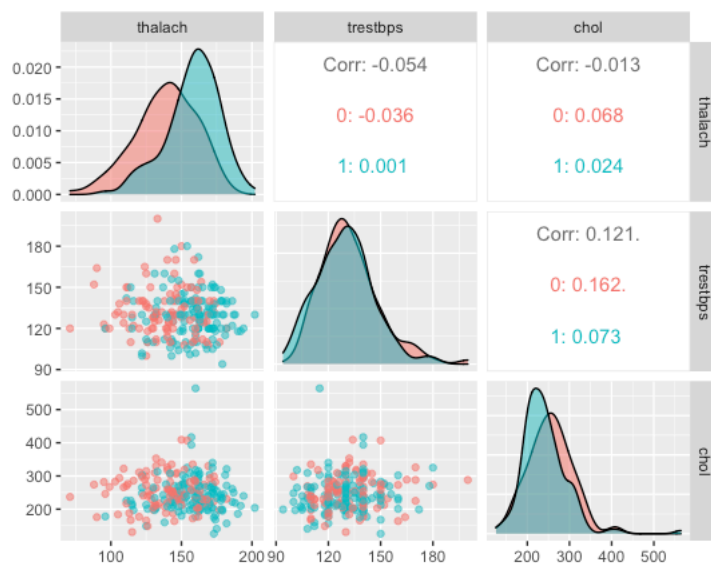 thalach trestbps chol
0.020
0.015
0.010
0.005
0.000
Corr: -0.054
0: -0.036
1: 0.001
Corr: -0.013
0: 0.068
1: 0.024
thalach
180
150
120
90
Corr: 0.121.
0: 0.162.
1: 0.073
trestbps
500
400
300
200
chol
100 150 200 90 120 150 180 200 300 400 500